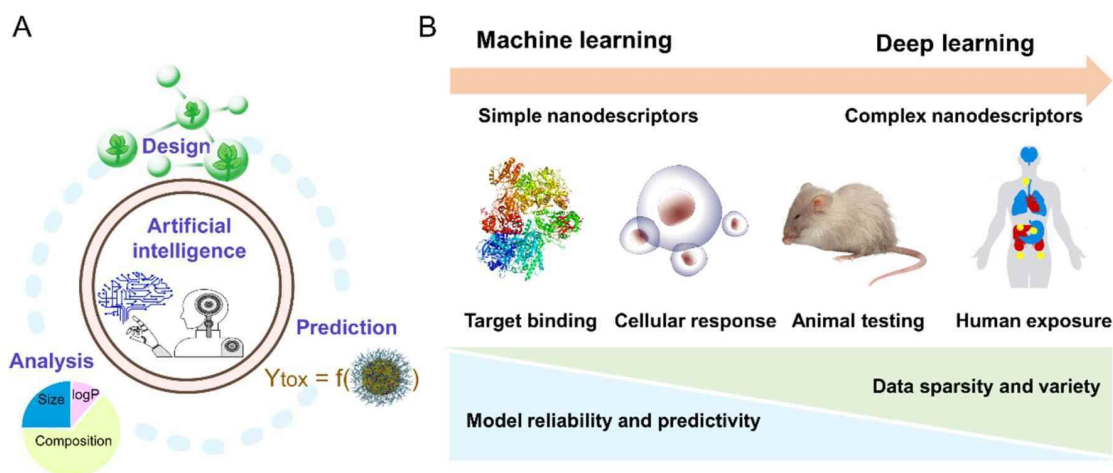 A
Design
Artificial
intelligence
Prediction
Ytox = f( )
Analysis
Size
logP
Composition
B
Machine learning
Deep learning
Simple nanodescriptors
Complex nanodescriptors
Target binding
Cellular response
Animal testing
Human exposure
Data sparsity and variety
Model reliability and predictivity